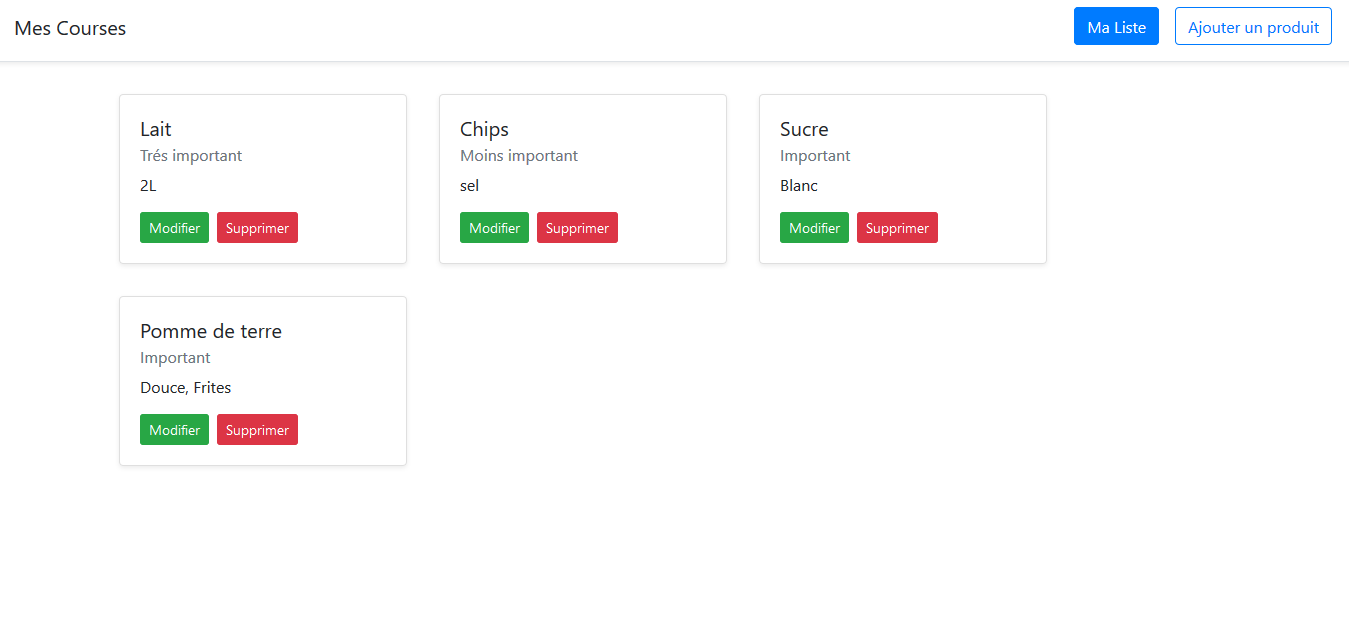 Mes Courses
Ma Liste
Ajouter un produit
Lait
Trés important
2L
Modifier Supprimer
Chips
Moins important
sel
Modifier Supprimer
Sucre
Important
Blanc
Modifier Supprimer
Pomme de terre
Important
Douce, Frites
Modifier Supprimer